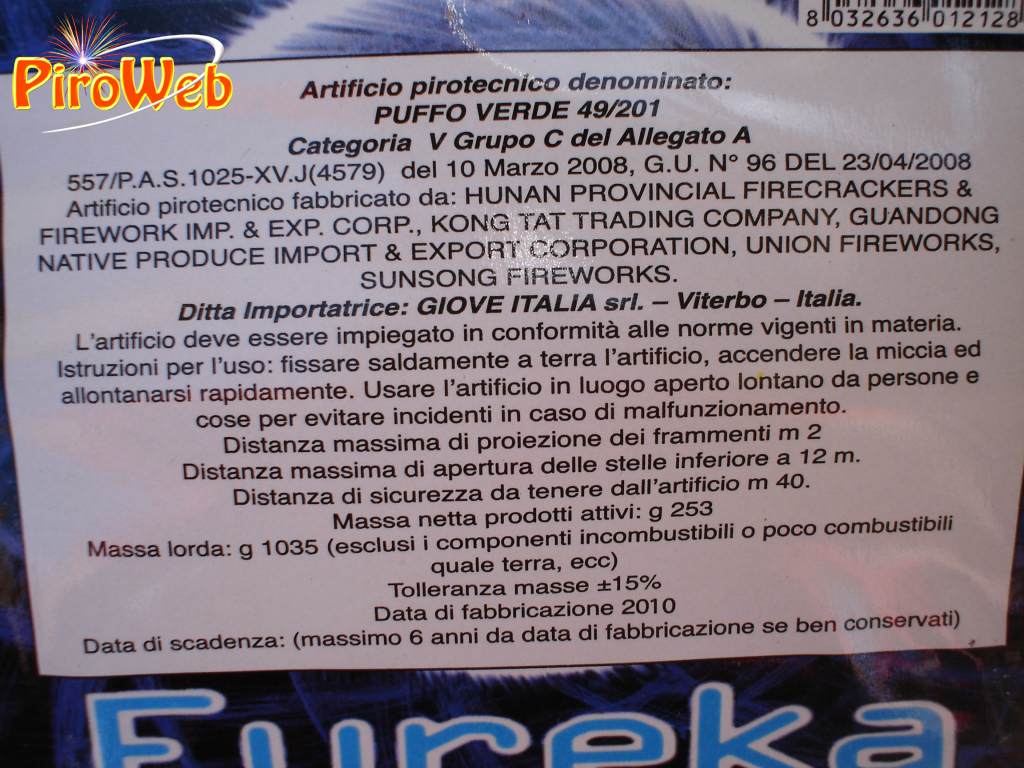 PiroWeb
8 032636 012128
Artificio pirotecnico denominato:
PUFFO VERDE 49/201
Categoria V Grupo C del Allegato A
557/P.A.S.1025-XV.J(4579) del 10 Marzo 2008, G.U. N° 96 DEL 23/04/2008
Artificio pirotecnico fabbricato da: HUNAN PROVINCIAL FIRECRACKERS &
FIREWORK IMP. & EXP. CORP., KONG TAT TRADING COMPANY, GUANDONG
NATIVE PRODUCE IMPORT & EXPORT CORPORATION, UNION FIREWORKS,
SUNSONG FIREWORKS.
Ditta Importatrice: GIOVE ITALIA srl. – Viterbo – Italia.
L'artificio deve essere impiegato in conformità alle norme vigenti in materia.
Istruzioni per l'uso: fissare saldamente a terra l'artificio, accendere la miccia ed
allontanarsi rapidamente. Usare l'artificio in luogo aperto lontano da persone e
cose per evitare incidenti in caso di malfunzionamento.
Distanza massima di proiezione dei frammenti m 2
Distanza massima di apertura delle stelle inferiore a 12 m.
Distanza di sicurezza da tenere dall'artificio m 40.
Massa netta prodotti attivi: g 253
Massa lorda: g 1035 (esclusi i componenti incombustibili o poco combustibili
quale terra, ecc)
Tolleranza masse ±15%
Data di fabbricazione 2010
Data di scadenza: (massimo 6 anni da data di fabbricazione se ben conservati)
Eureka